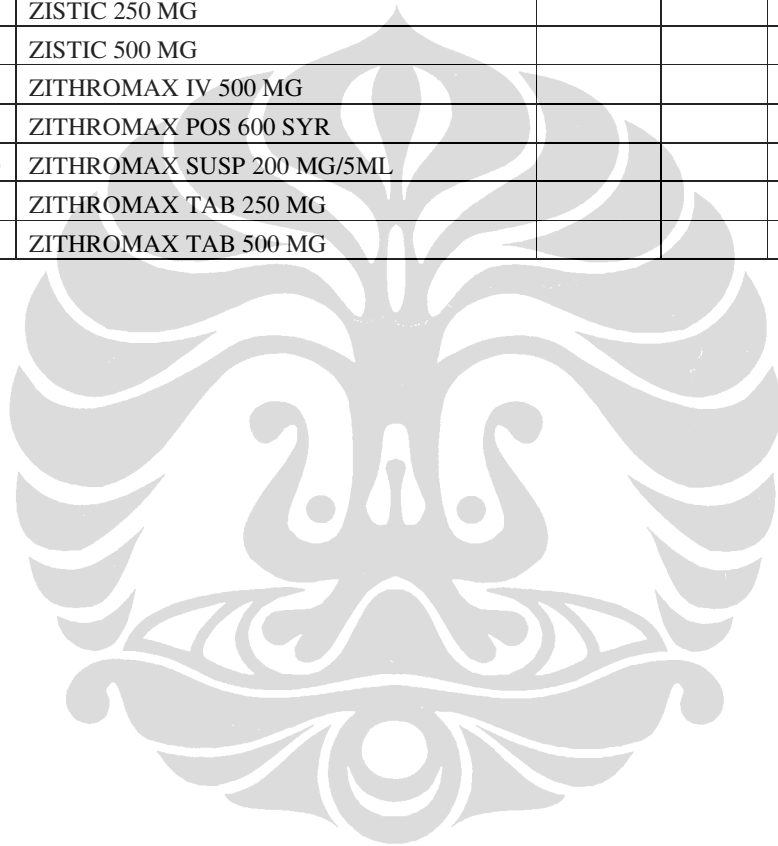 ZISTIC 250 MG
ZISTIC 500 MG
ZITHROMAX IV 500 MG
ZITHROMAX POS 600 SYR
ZITHROMAX SUSP 200 MG/5ML
ZITHROMAX TAB 250 MG
ZITHROMAX TAB 500 MG